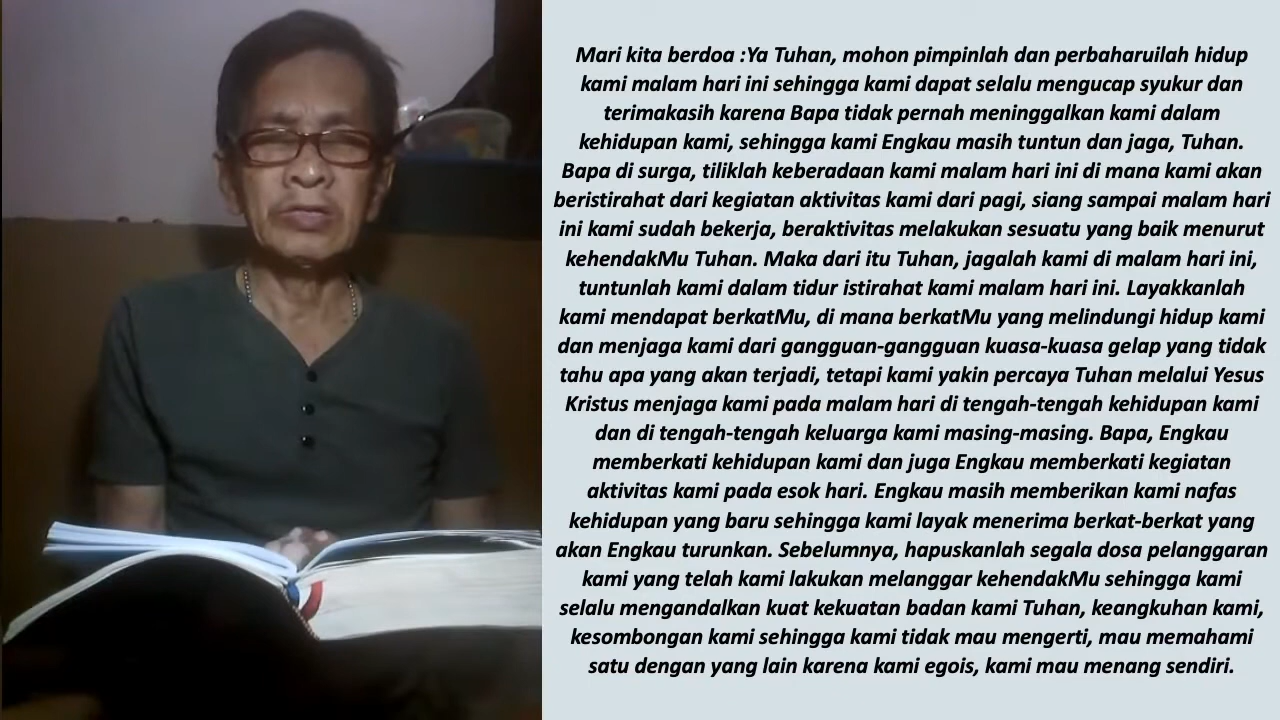 Mari kita berdoa :Ya Tuhan, mohon pimpinlah dan perbaharuilah hidup
kami malam hari ini sehingga kami dapat selalu mengucap syukur dan
terimakasih karena Bapa tidak pernah meninggalkan kami dalam
kehidupan kami, sehingga kami Engkau masih tuntun dan jaga, Tuhan.
Bapa di surga, tiliklah keberadaan kami malam hari ini di mana kami akan
beristirahat dari kegiatan aktivitas kami dari pagi, siang sampai malam hari
ini kami sudah bekerja, beraktivitas melakukan sesuatu yang baik menurut
kehendakMu Tuhan. Maka dari itu Tuhan, jagalah kami di malam hari ini,
tuntunlah kami dalam tidur istirahat kami malam hari ini. Layakkanlah
kami mendapat berkatMu, di mana berkatMu yang melindungi hidup kami
dan menjaga kami dari gangguan-gangguan kuasa-kuasa gelap yang tidak
tahu apa yang akan terjadi, tetapi kami yakin percaya Tuhan melalui Yesus
Kristus menjaga kami pada malam hari di tengah-tengah kehidupan kami
dan di tengah-tengah keluarga kami masing-masing. Bapa, Engkau
memberkati kehidupan kami dan juga Engkau memberkati kegiatan
aktivitas kami pada esok hari. Engkau masih memberikan kami nafas
kehidupan yang baru sehingga kami layak menerima berkat-berkat yang
akan Engkau turunkan. Sebelumnya, hapuskanlah segala dosa pelanggaran
kami yang telah kami lakukan melanggar kehendakMu sehingga kami
selalu mengandalkan kuat kekuatan badan kami Tuhan, keangkuhan kami,
kesombongan kami sehingga kami tidak mau mengerti, mau memahami
satu dengan yang lain karena kami egois, kami mau menang sendiri.